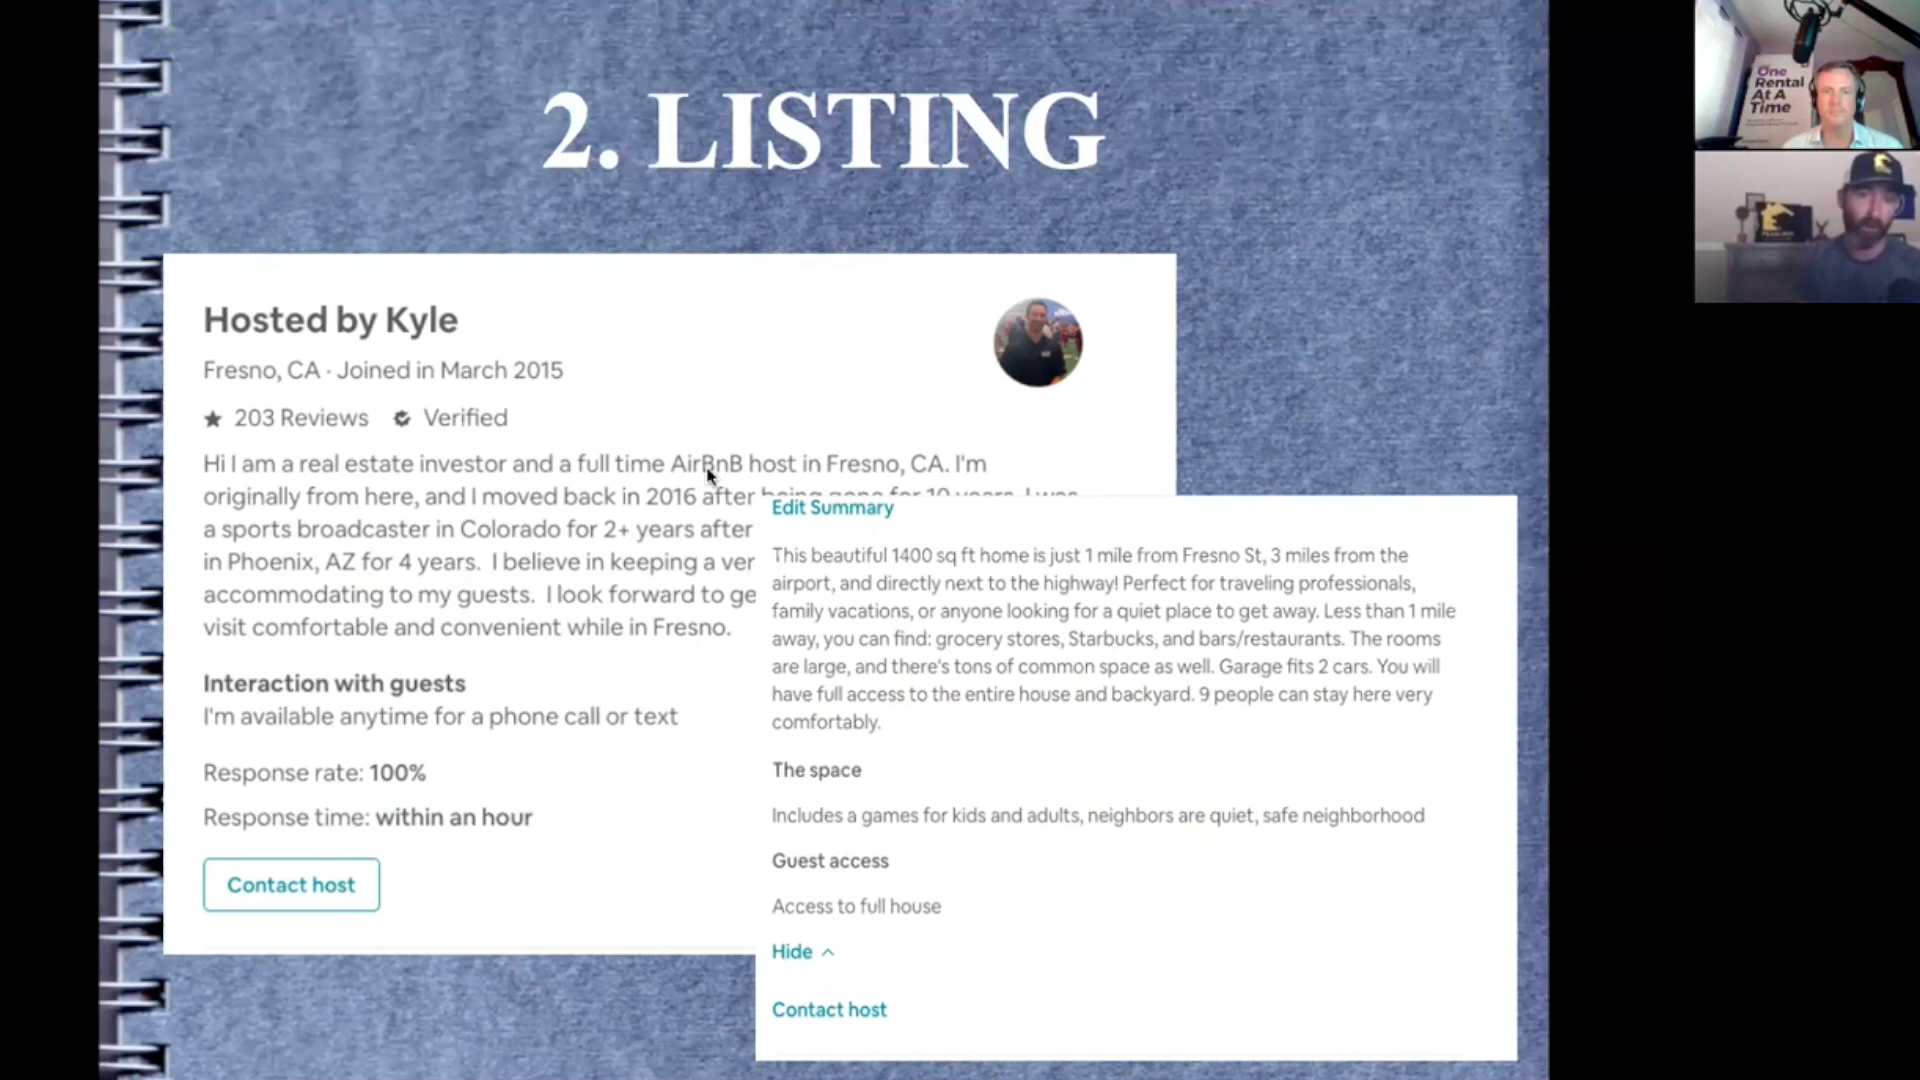 2. LISTING
One
Rental
At A
Time
Hosted by Kyle
Fresno, CA · Joined in March 2015
203 Reviews Verified
Hi I am a real estate investor and a full time AirBnB host in Fresno, CA. I'm
originally from here, and I moved back in 2016 after being gone for 10 years. I was
a sports broadcaster in Colorado for 2+ years after
in Phoenix, AZ for 4 years. I believe in keeping a ver
accommodating to my guests. I look forward to ge
visit comfortable and convenient while in Fresno.
Interaction with guests
I'm available anytime for a phone call or text
Response rate: 100%
Response time: within an hour
Contact host
Edit Summary
This beautiful 1400 sq ft home is just 1 mile from Fresno St, 3 miles from the
airport, and directly next to the highway! Perfect for traveling professionals,
family vacations, or anyone looking for a quiet place to get away. Less than 1 mile
away, you can find: grocery stores, Starbucks, and bars/restaurants. The rooms
are large, and there's tons of common space as well. Garage fits 2 cars. You will
have full access to the entire house and backyard. 9 people can stay here very
comfortably.
The space
Includes a games for kids and adults, neighbors are quiet, safe neighborhood
Guest access
Access to full house
Hide
Contact host